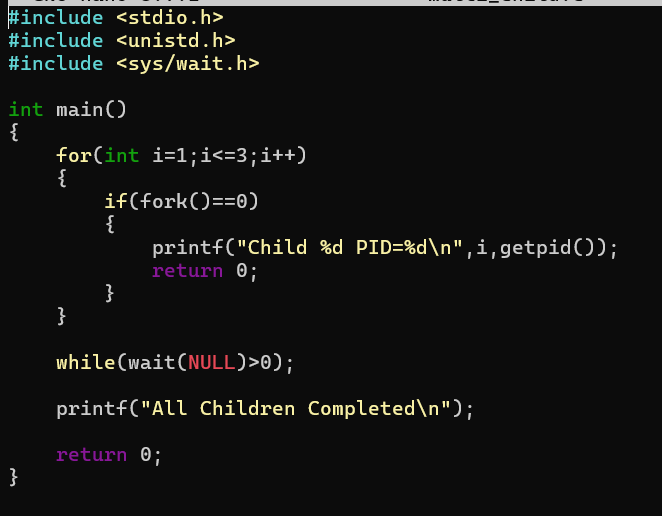 #include <stdio.h>
#include <unistd.h>
#include <sys/wait.h>

int main()
{
    for(int i=1;i<=3;i++)
    {
        if(fork()==0)
        {
            printf("Child %d PID=%d\n",i,getpid());
            return 0;
        }
    }

    while(wait(NULL)>0);

    printf("All Children Completed\n");

    return 0;
}